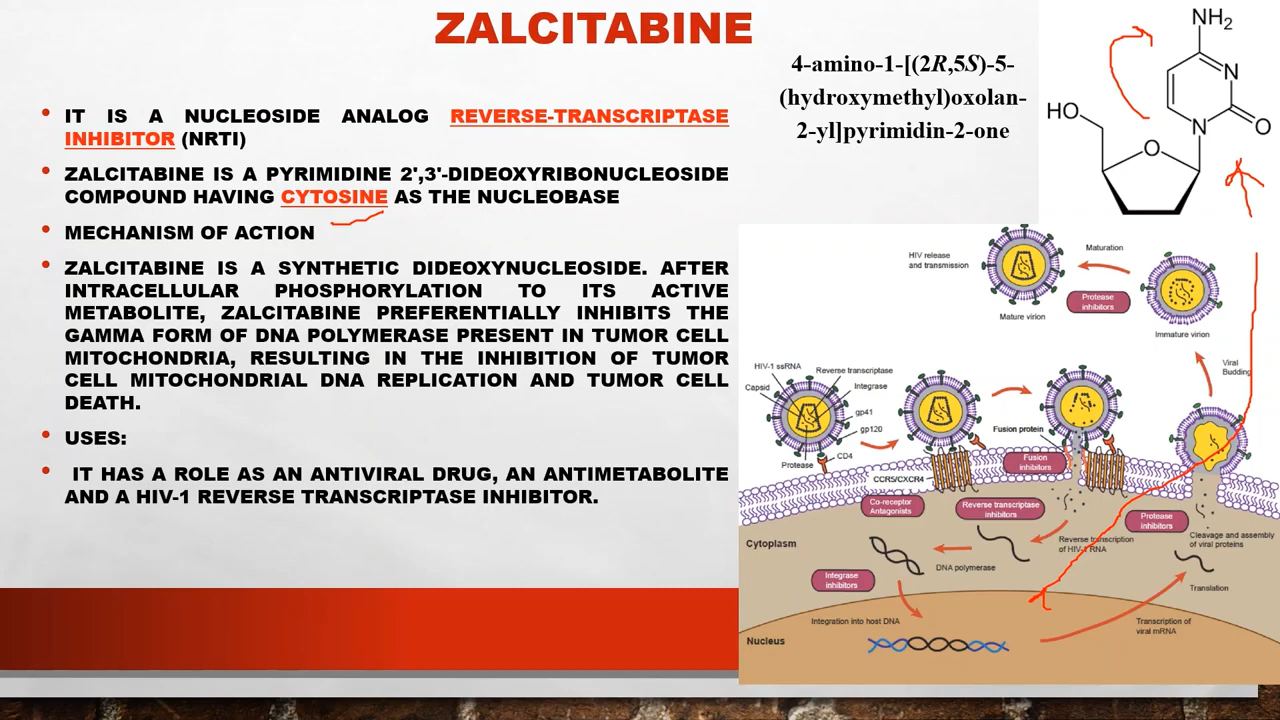 ZALCITABINE
• IT IS A NUCLEOSIDE ANALOG REVERSE-TRANSCRIPTASE
INHIBITOR (NRTI)
• ZALCITABINE IS A PYRIMIDINE 2',3'-DIDEOXYRIBONUCLEOSIDE
COMPOUND HAVING CYTOSINE AS THE NUCLEOBASE
• MECHANISM OF ACTION
• ZALCITABINE IS A SYNTHETIC DIDEOXYNUCLEOSIDE. AFTER
INTRACELLULAR PHOSPHORYLATION TO ITS ACTIVE
METABOLITE, ZALCITABINE PREFERENTIALLY INHIBITS THE
GAMMA FORM OF DNA POLYMERASE PRESENT IN TUMOR CELL
MITOCHONDRIA, RESULTING IN THE INHIBITION OF TUMOR
CELL MITOCHONDRIAL DNA REPLICATION AND TUMOR CELL
DEATH.
• USES:
• IT HAS A ROLE AS AN ANTIVIRAL DRUG, AN ANTIMETABOLITE
AND A HIV-1 REVERSE TRANSCRIPTASE INHIBITOR.
4-amino-1-[(2R,5S)-5-
(hydroxymethyl)oxolan-
2-yl]pyrimidin-2-one
NH2
N
N
O
HO
O
HIV release
and transmission
Mature virion
Maturation
Protease
inhibitors
Immature virion
Viral
Budding
HIV-1 ssRNA
Capsid
Reverse transcriptase
Integrase
gp41
gp120
CD4
Protease
Fusion protein
CCR5/CXCR4
Fusion
inhibitors
Co-receptor
Antagonists
Reverse transcriptase
inhibitors
Protease
inhibitors
Cleavage and assembly
of viral proteins
Cytoplasm
Reverse transcription
of HIV-1 RNA
DNA polymerase
Integrase
inhibitors
Translation
Integration into host DNA
Transcription of
viral mRNA
Nucleus